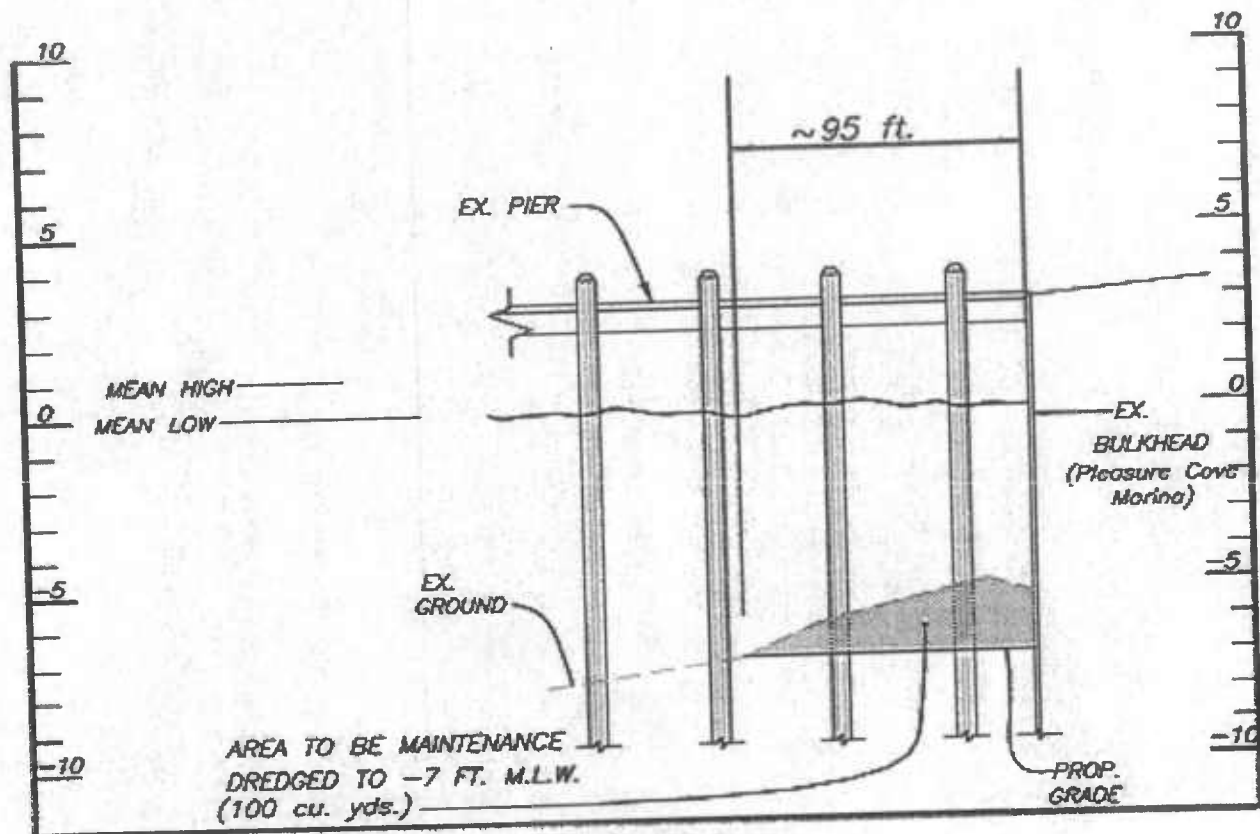 10
10
~95 ft.
EX. PIER
5
5
MEAN HIGH
0
0
MEAN LOW
EX.
BULKHEAD
(Pleasure Cove
Marina)
-5
-5
EX.
GROUND
AREA TO BE MAINTENANCE
DREDGED TO -7 FT. M.L.W.
(100 cu. yds.)
-10
-10
PROP.
GRADE